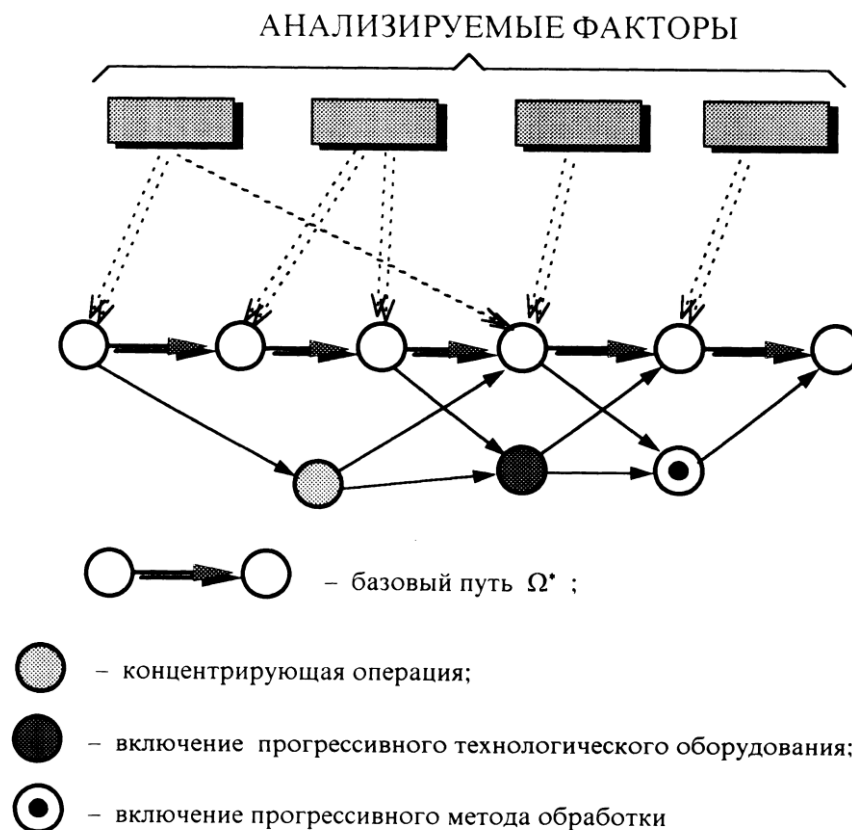 АНАЛИЗИРУЕМЫЕ ФАКТОРЫ
– базовый путь Ω* ;
– концентрирующая операция;
– включение прогрессивного технологического оборудования;
– включение прогрессивного метода обработки